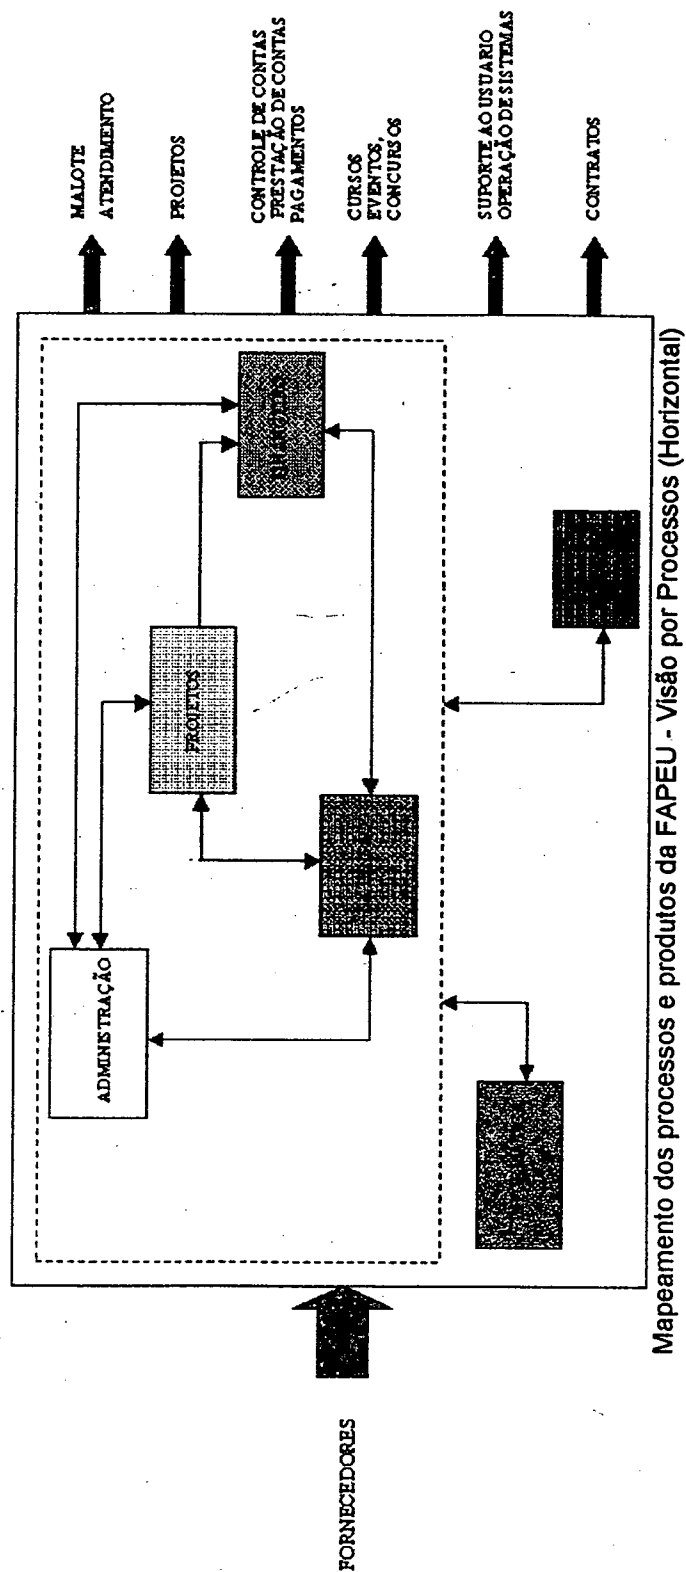 MALOTE
ATENDIMENTO
PROJETOS
CONTROLE DE CONTAS
PRESTAÇÃO DE CONTAS
PAGAMENTOS
CURSOS
EVENTOS,
CONCURSOS
SUPORTE AO USUARIO
OPERAÇÃO DE SISTEMAS
CONTRATOS
ADMINISTRAÇÃO
PROJETOS
FORNECEDORES
Mapeamento dos processos e produtos da FAPEU - Visão por Processos (Horizontal)